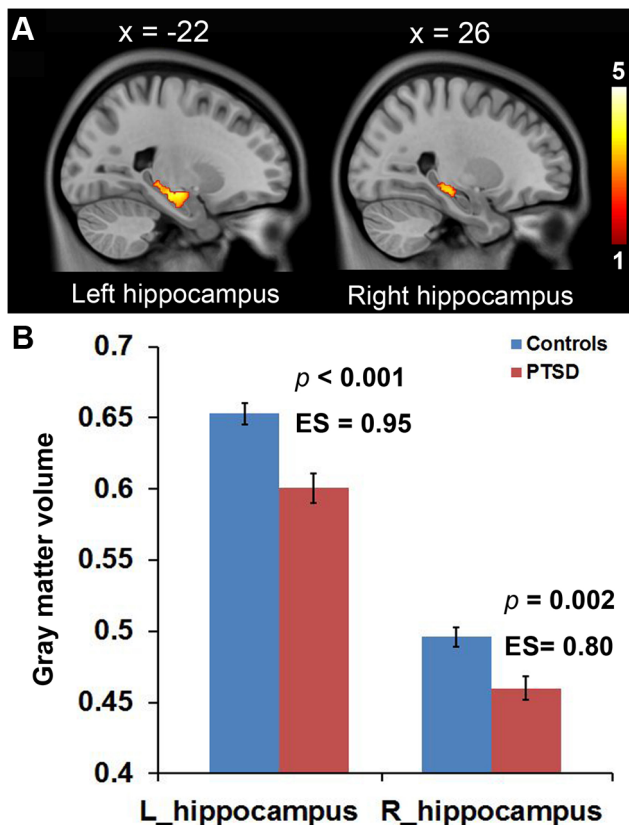 A
x = -22
x = 26
5
1
Left hippocampus
Right hippocampus
B
0.7
0.65
0.6
0.55
0.5
0.45
0.4
Gray matter volume
Controls
PTSD
p < 0.001
ES = 0.95
p = 0.002
ES= 0.80
L_hippocampus
R_hippocampus